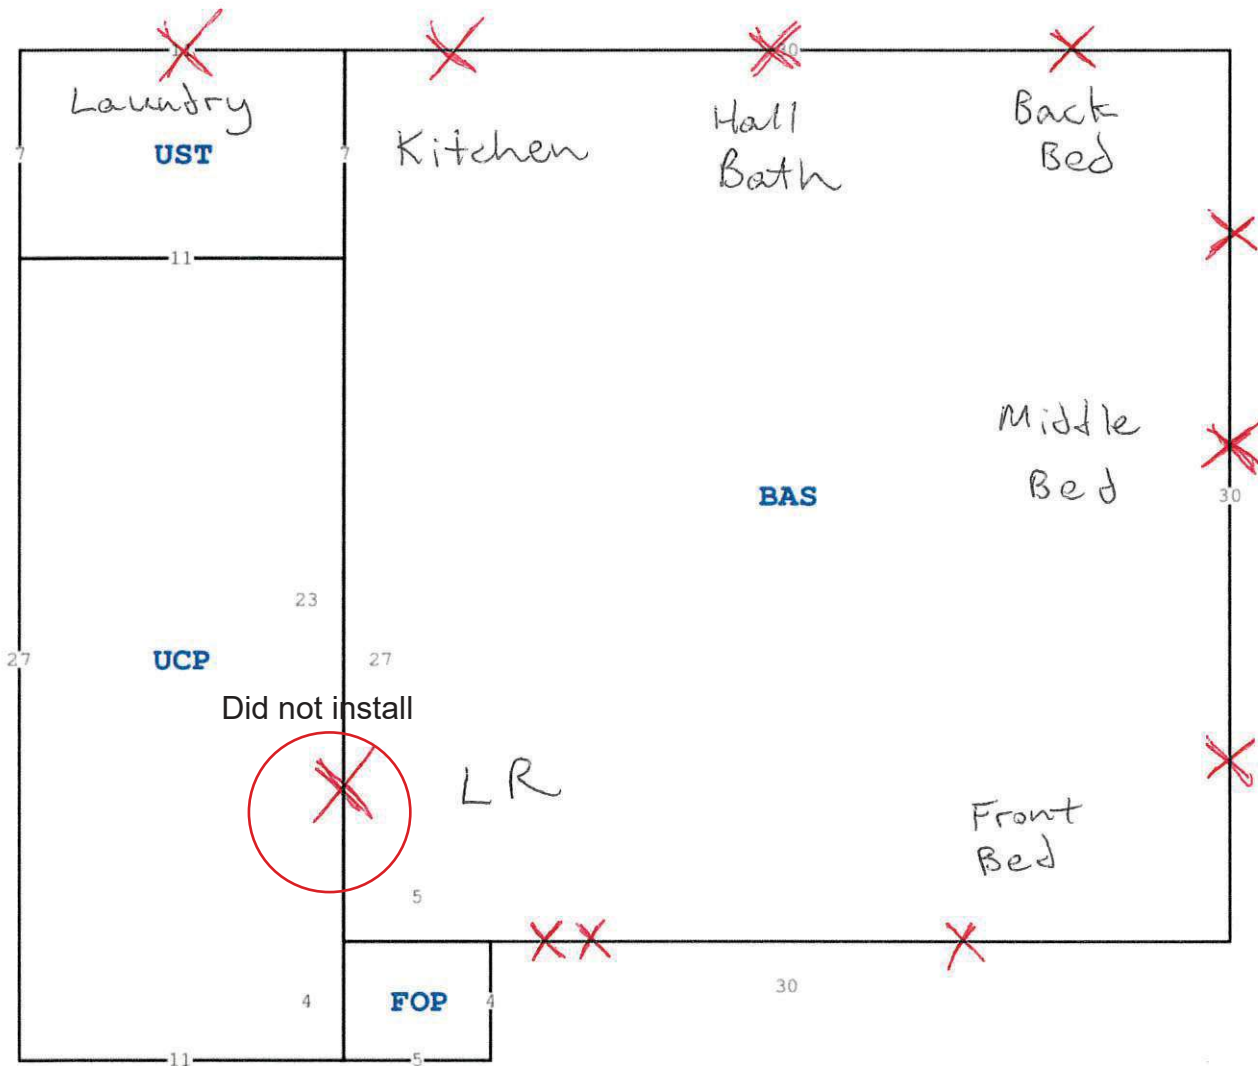 Laundry
UST
7
7
11
Kitchen
Hall
Bath
Back
Bed
Middle
Bed
BAS
30
23
27
UCP
27
Did not install
LR
Front
Bed
5
30
4
FOP
4
11
5